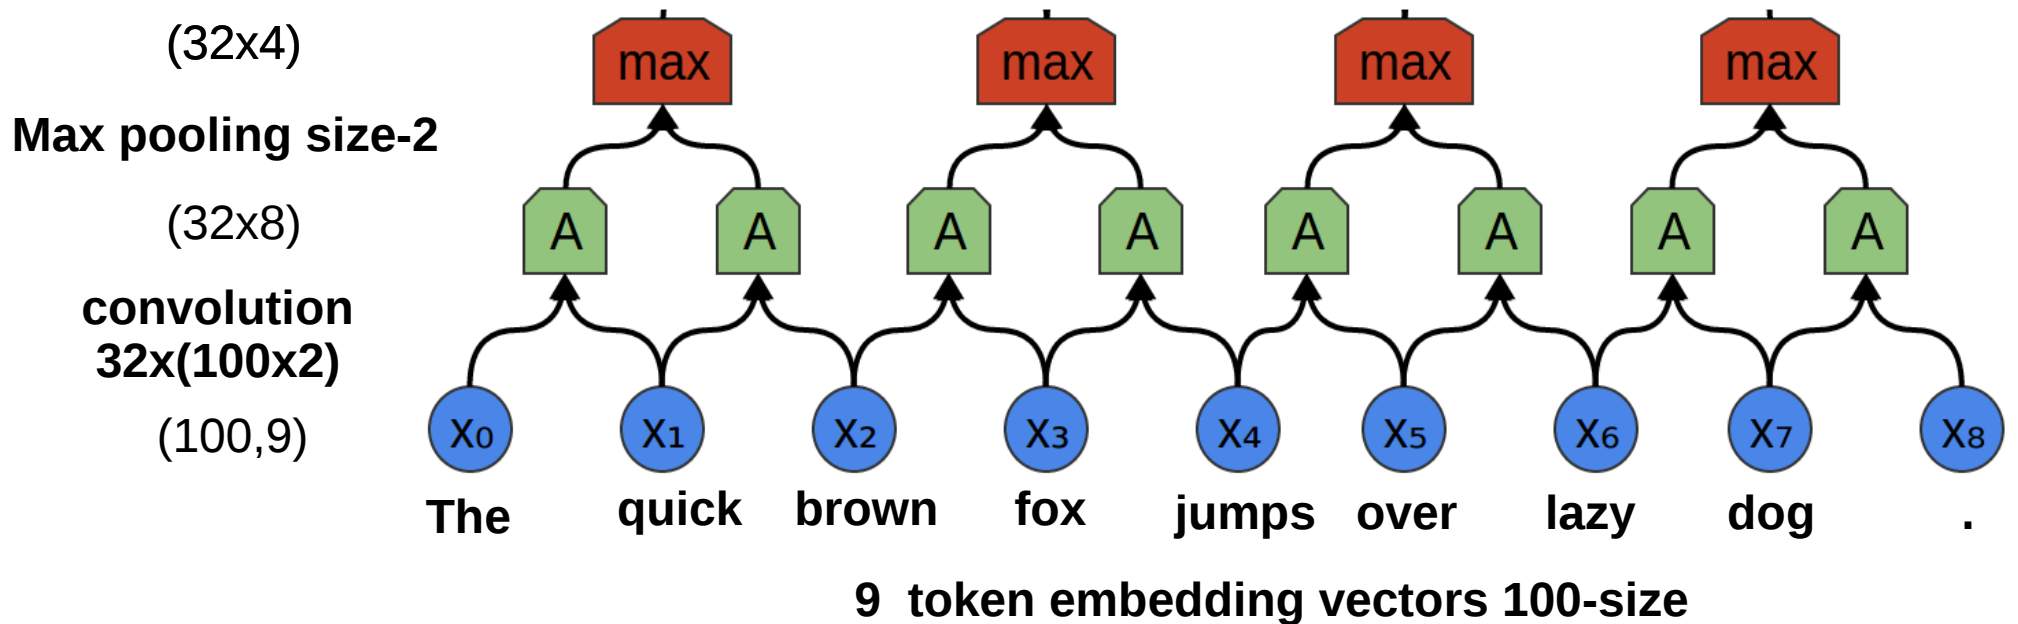 (32x4) max max max max
Max pooling size-2
(32x8) A A A A A A A A
convolution
32x(100x2)
(100,9) x₀ x₁ x₂ x₃ x₄ x₅ x₆ x₇ x₈
The quick brown fox jumps over lazy dog .
9 token embedding vectors 100-size